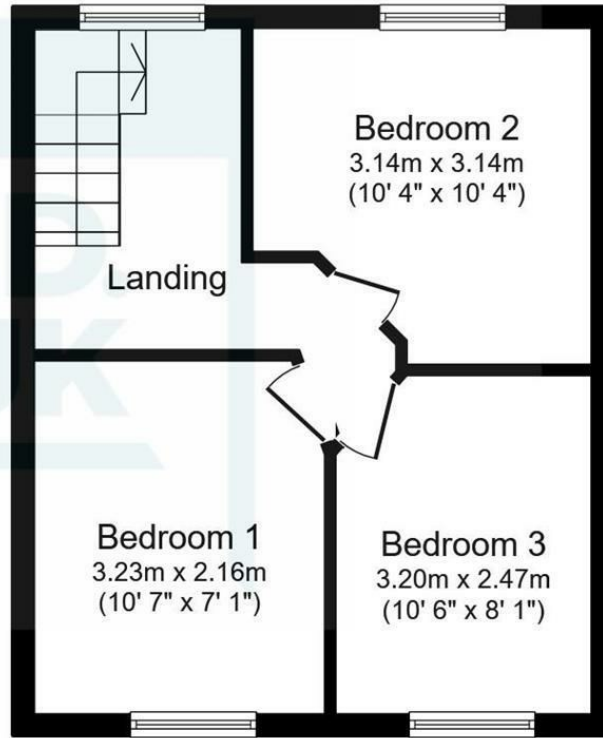 Bedroom 2
3.14m x 3.14m
(10' 4" x 10' 4")
Landing
Bedroom 1
3.23m x 2.16m
(10' 7" x 7' 1")
Bedroom 3
3.20m x 2.47m
(10' 6" x 8' 1")